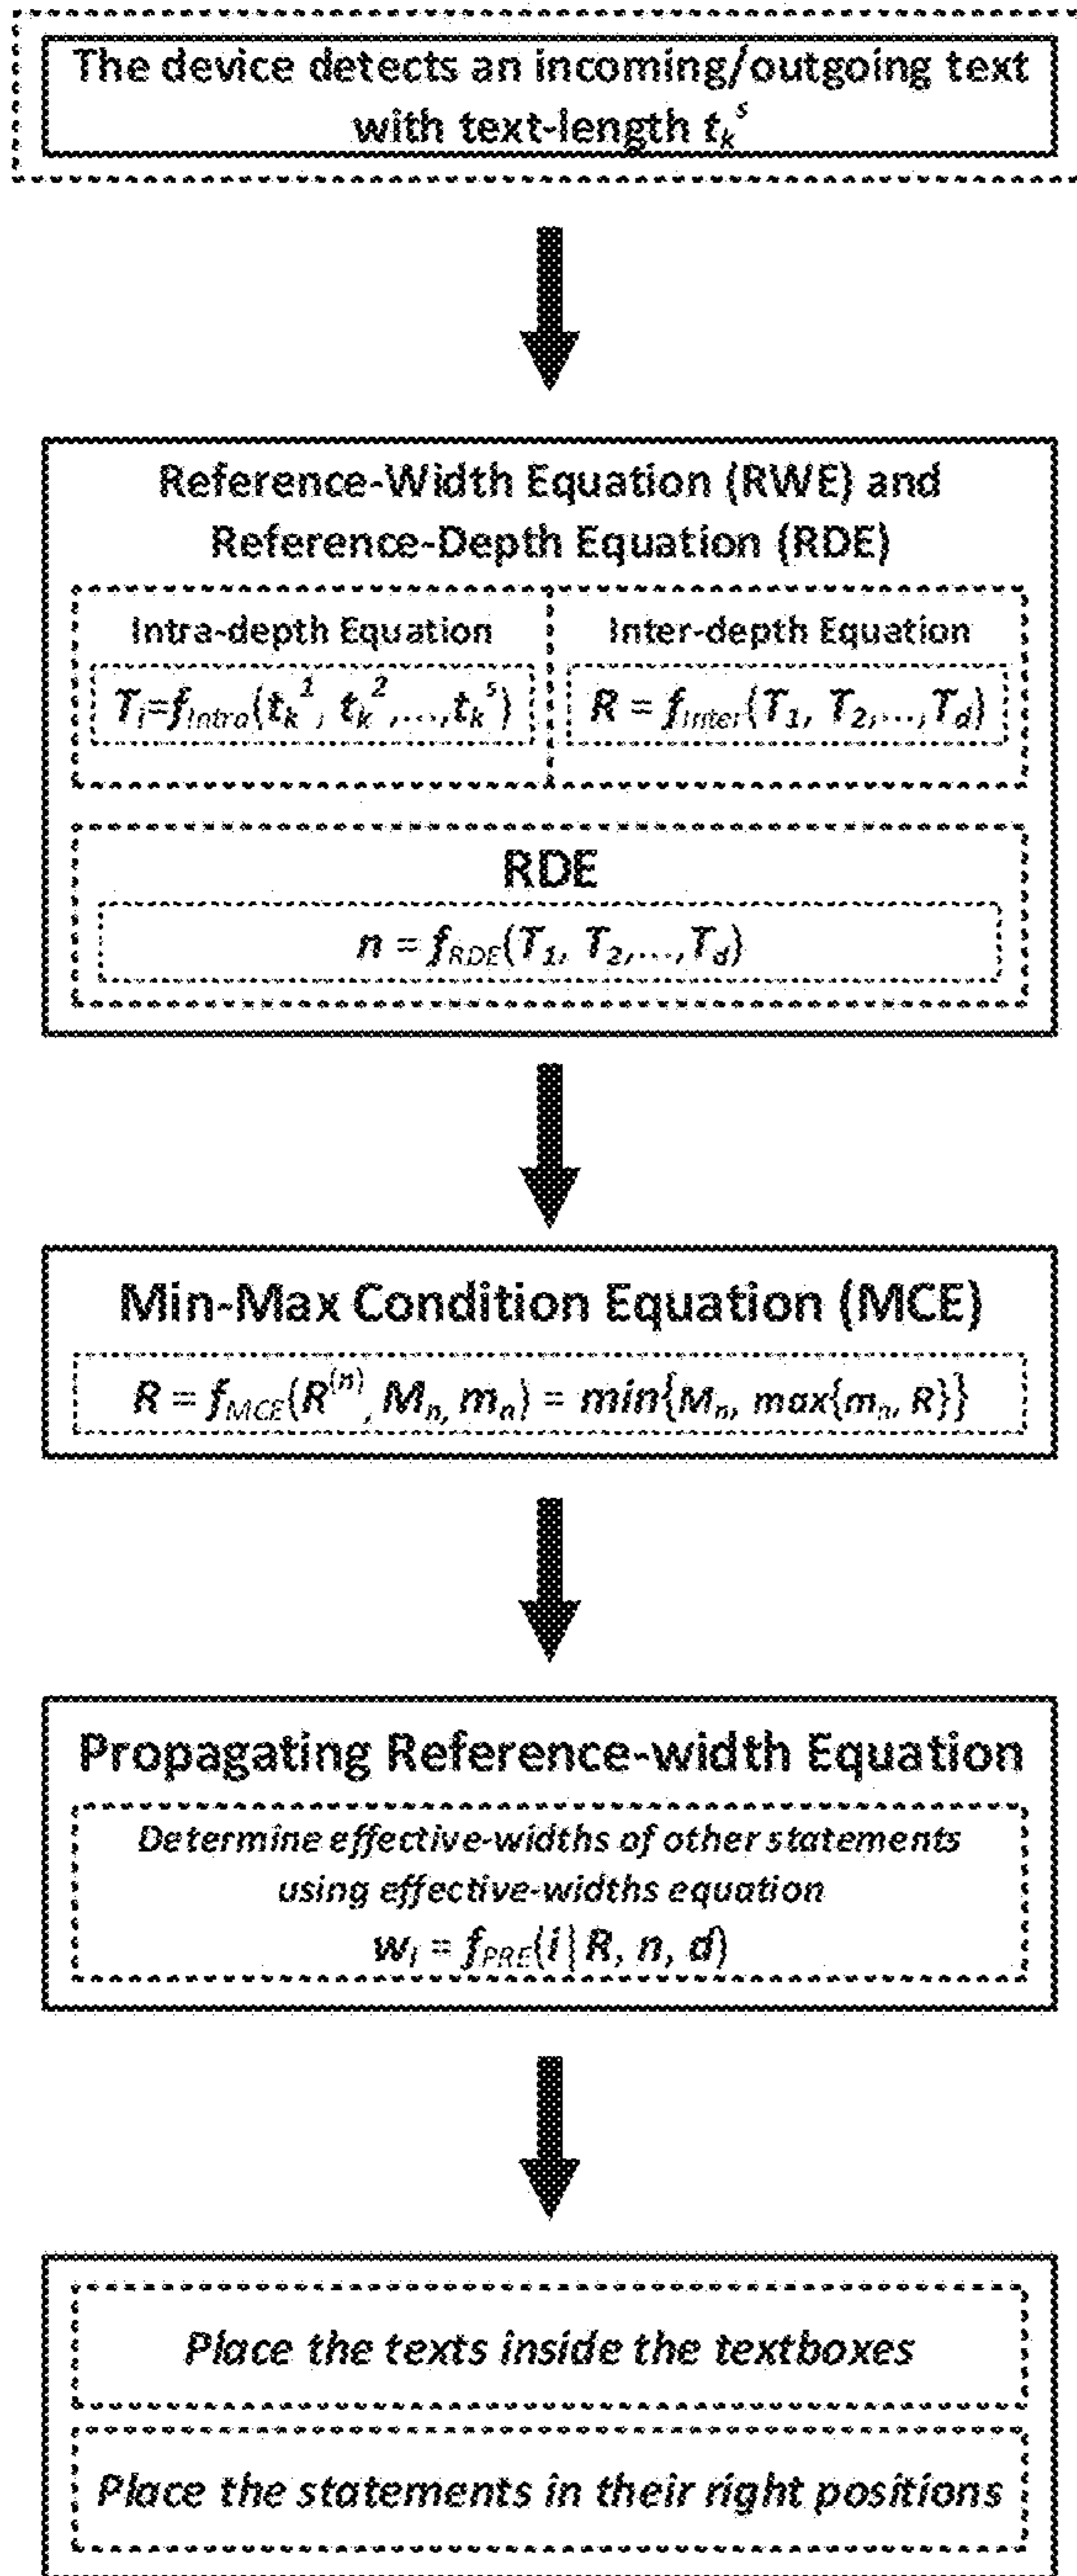 The device detects an incoming/outgoing text
with text-length t_k^s
Reference-Width Equation (RWE) and
Reference-Depth Equation (RDE)
Intra-depth Equation
T_i=f_Intra(t_k^1, t_k^2,...,t_k^s)
Inter-depth Equation
R = f_Inter(T_1, T_2,..., T_d)
RDE
n = f_RDE(T_1, T_2,...,T_d)
Min-Max Condition Equation (MCE)
R = f_MCE(R^(n), M_n, m_n) = min{M_n, max{m_n, R}}
Propagating Reference-width Equation
Determine effective-widths of other statements
using effective-widths equation
w_i = f_PRE(i| R, n, d)
Place the texts inside the textboxes
Place the statements in their right positions